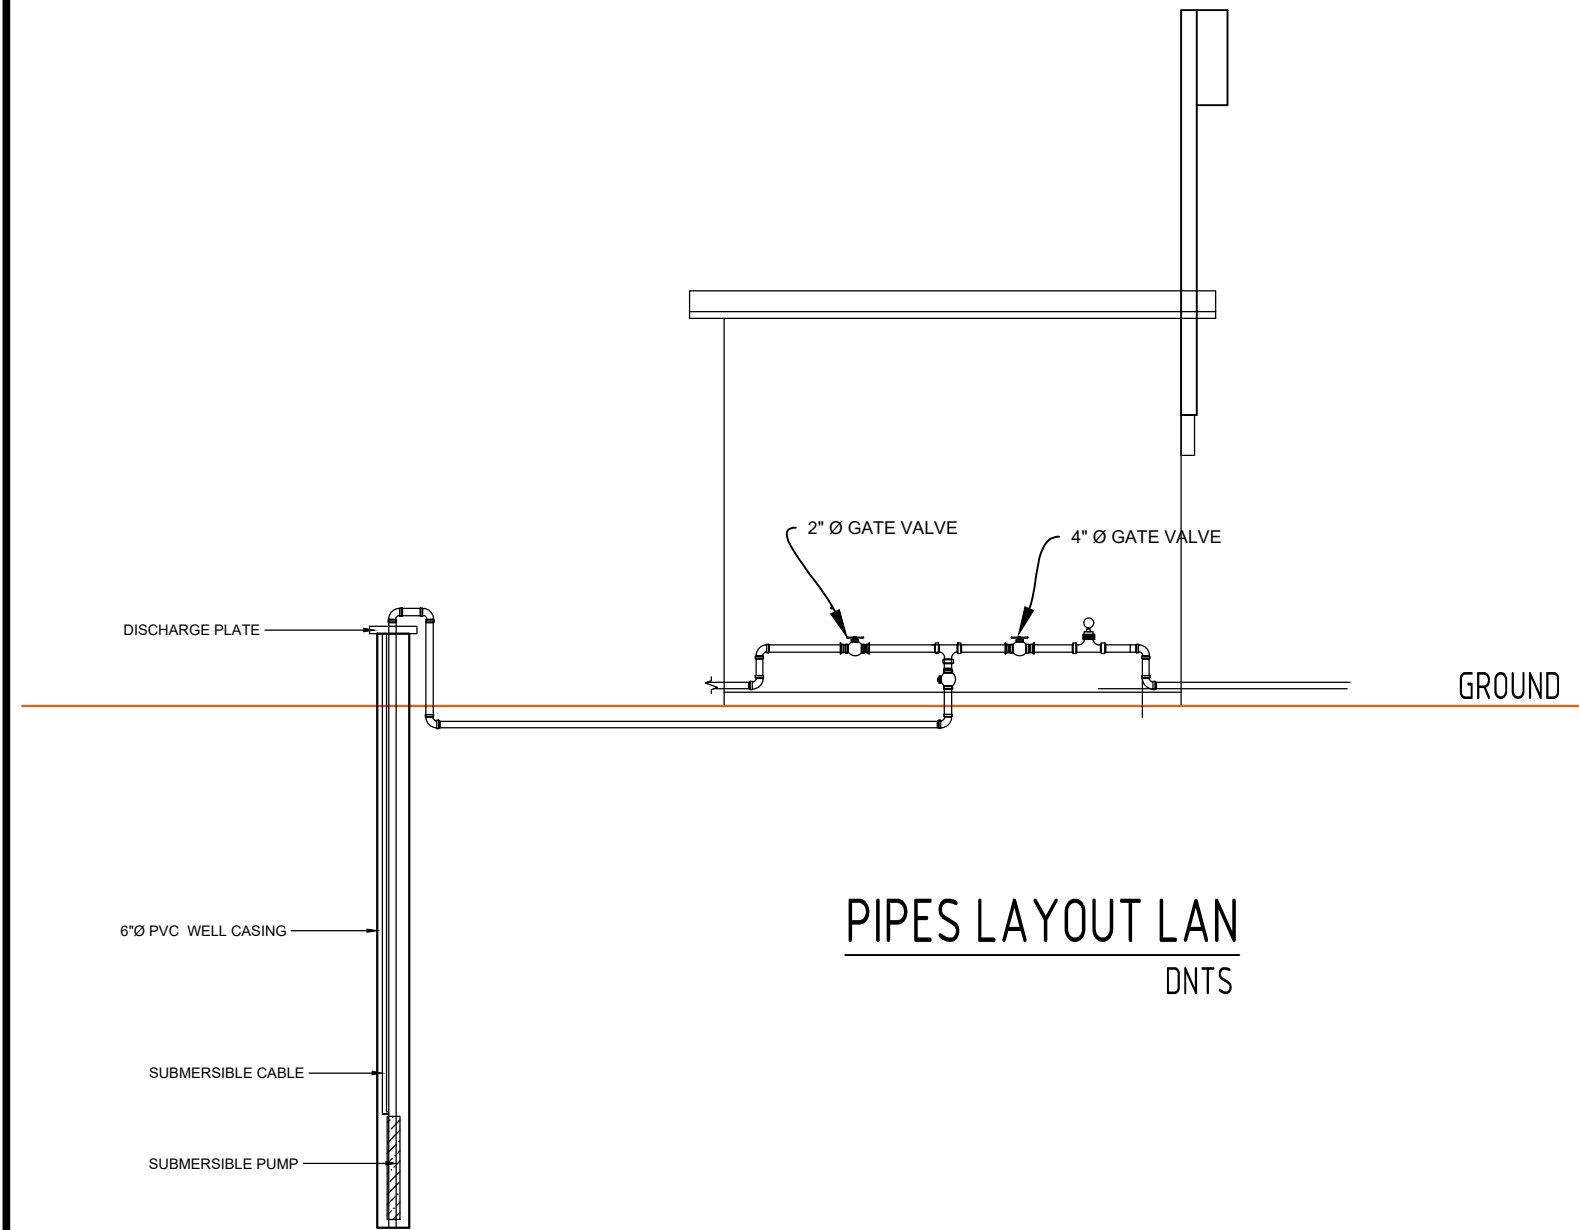 2" Ø GATE VALVE
4" Ø GATE VALVE
DISCHARGE PLATE
GROUND
6"Ø PVC WELL CASING
PIPES LAYOUT LAN
DNTS
SUBMERSIBLE CABLE
SUBMERSIBLE PUMP